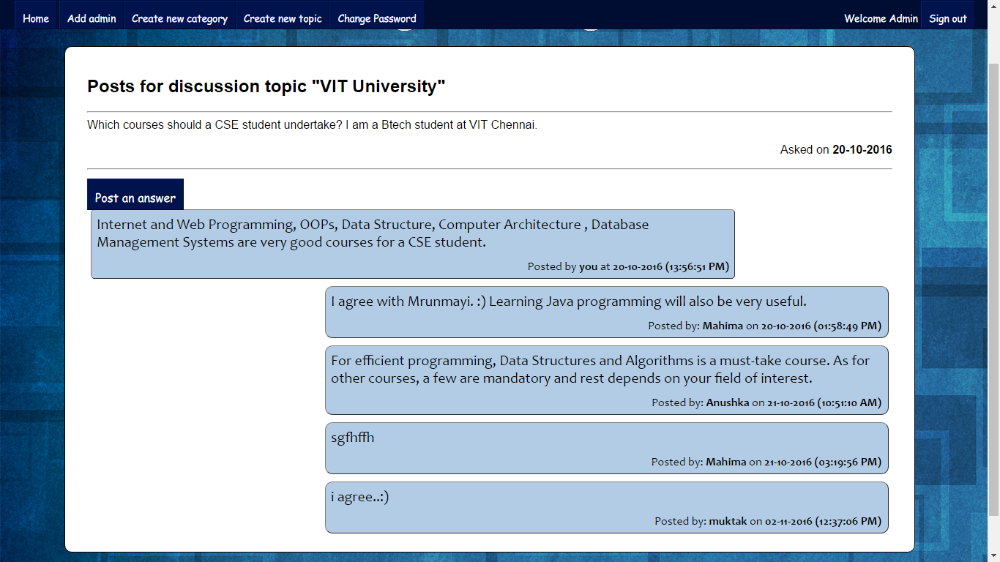 Home Add admin Create new category Create new topic Change Password Welcome Admin Sign out
Posts for discussion topic "VIT University"
Which courses should a CSE student undertake? I am a Btech student at VIT Chennai.
Asked on 20-10-2016
Post an answer
Internet and Web Programming, OOPs, Data Structure, Computer Architecture , Database
Management Systems are very good courses for a CSE student.
Posted by you at 20-10-2016 (13:56:51 PM)
I agree with Mrunmayi. :) Learning Java programming will also be very useful.
Posted by: Mahima on 20-10-2016 (01:58:49 PM)
For efficient programming, Data Structures and Algorithms is a must-take course. As for
other courses, a few are mandatory and rest depends on your field of interest.
Posted by: Anushka on 21-10-2016 (10:51:10 AM)
sgfhffh
Posted by: Mahima on 21-10-2016 (03:19:56 PM)
i agree..:)
Posted by: muktak on 02-11-2016 (12:37:06 PM)